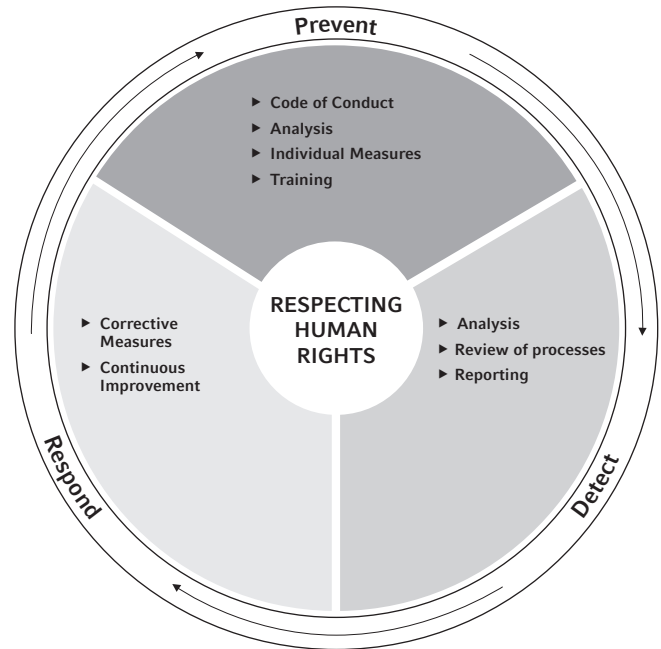 Prevent
Code of Conduct
Analysis
Individual Measures
Training
RESPECTING
HUMAN
RIGHTS
Analysis
Review of processes
Reporting
Detect
Corrective
Measures
Continuous
Improvement
Respond